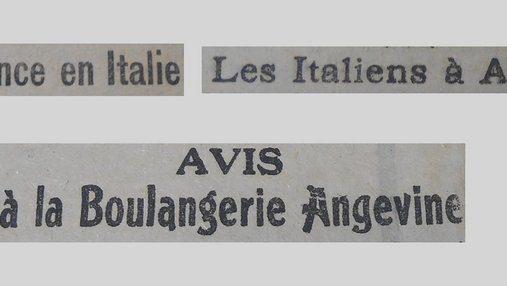 nce en Italie
Les Italiens à A
AVIS
à la Boulangerie Angevine